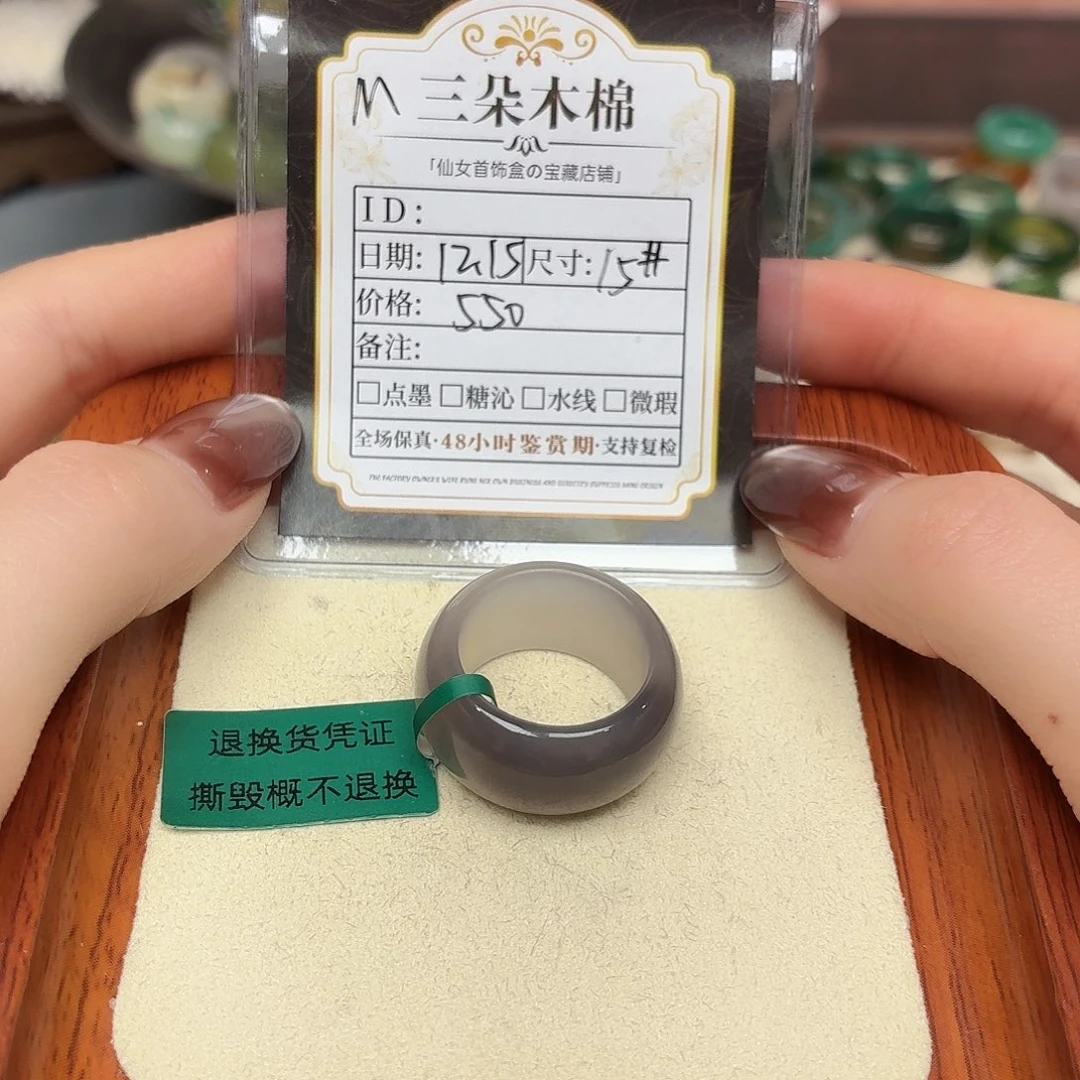 M 三朵木棉
「仙女首饰盒の宝藏店铺」
ID:
日期: 1215 尺寸: 15#
价格: 550
备注:
□点墨 □糖沁 □水线 □微瑕
全场保真·48小时鉴赏期·支持复检
退换货凭证
撕毁概不退换